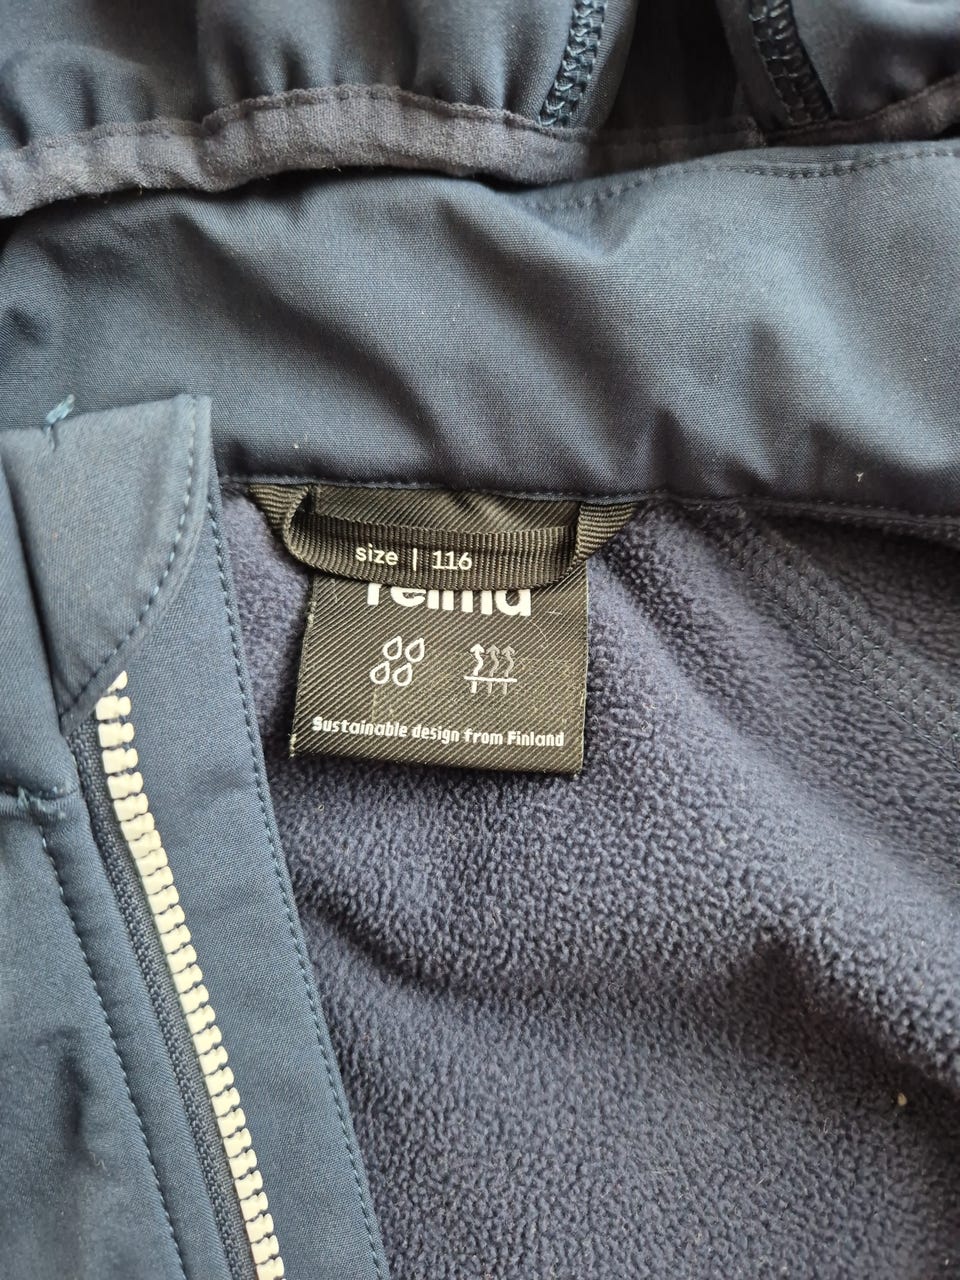 size | 116
reima
Sustainable design from Finland